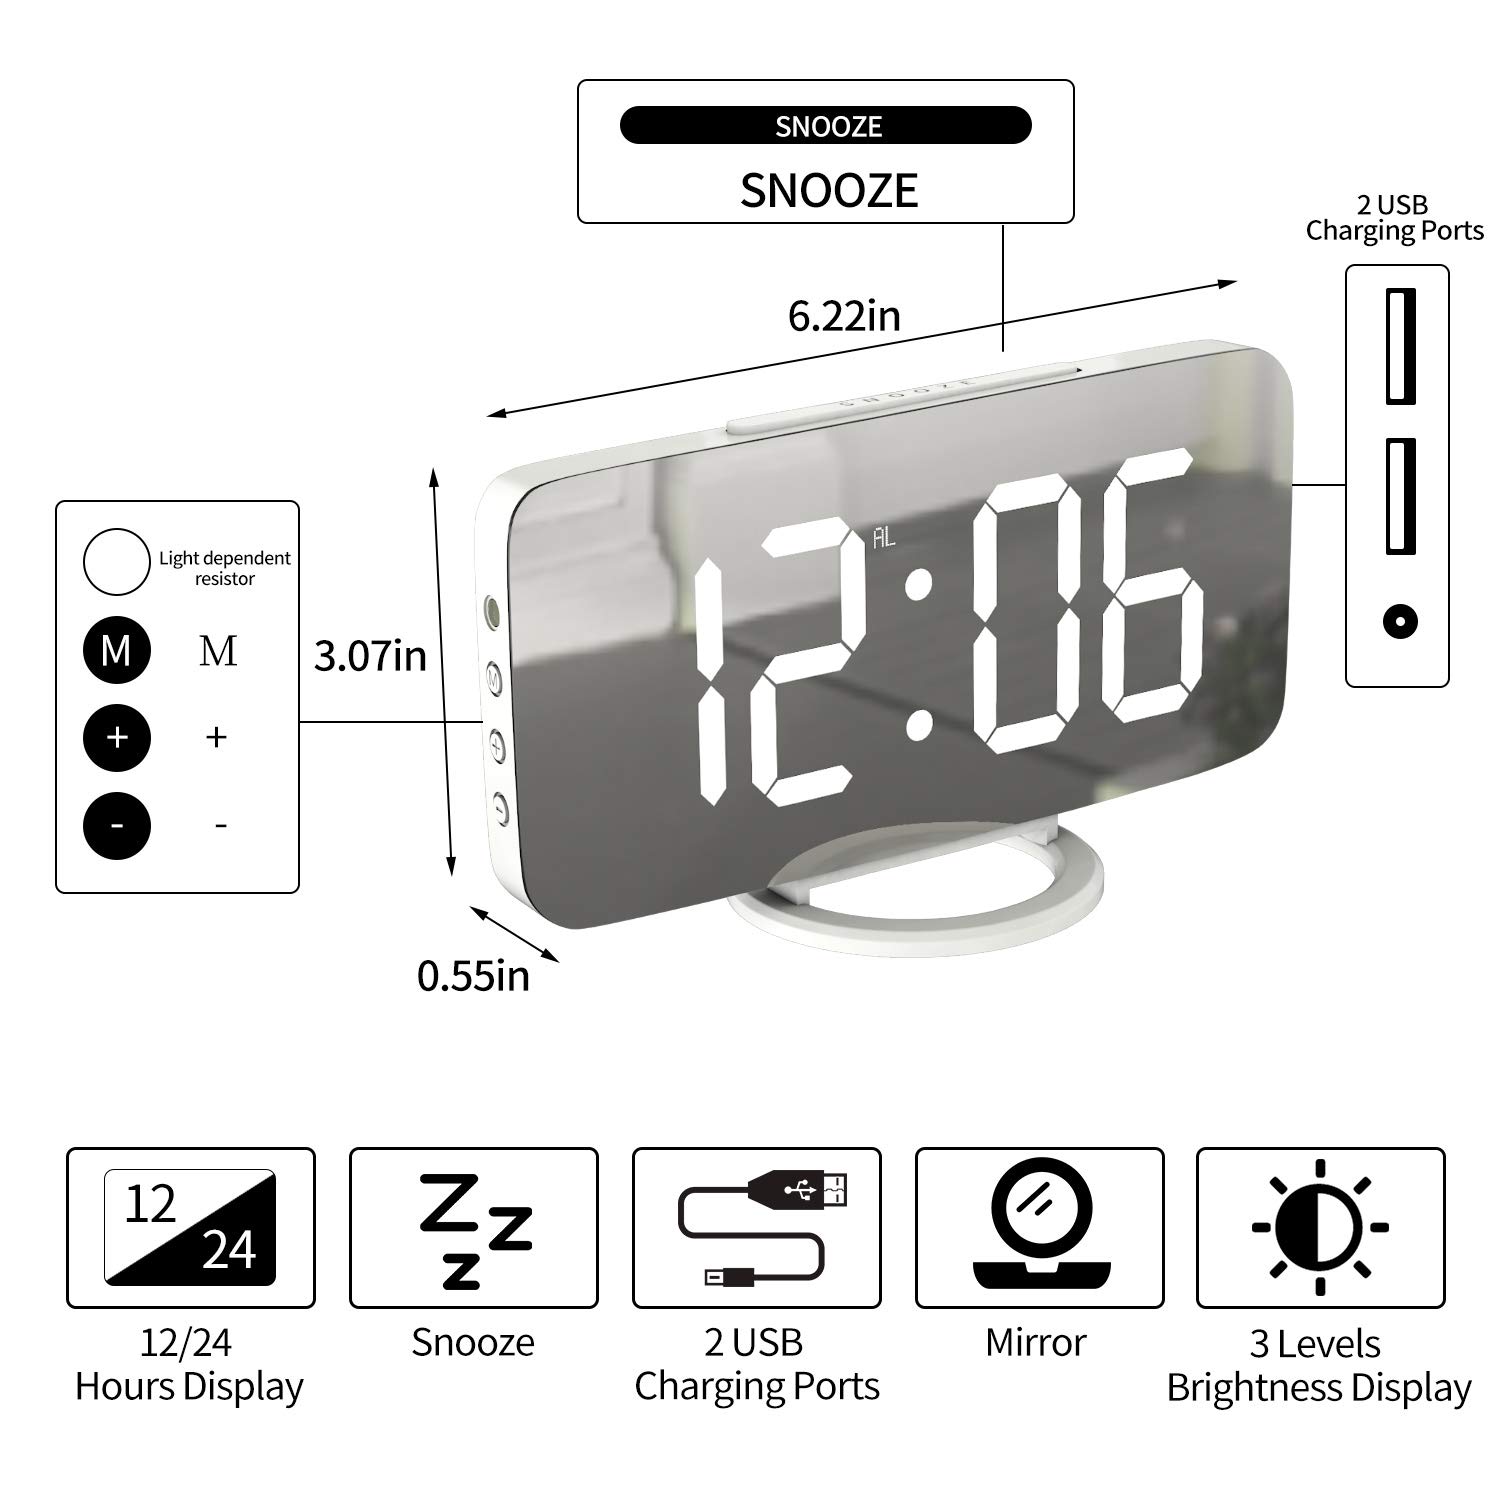 SNOOZE
SNOOZE
2 USB
Charging Ports
6.22in
SNOOZE
Light dependent
resistor
M M
+ +
- -
3.07in
M
+
-
12:06
AL
0.55in
12
24
Z Z Z
12/24
Hours Display
Snooze
2 USB
Charging Ports
Mirror
3 Levels
Brightness Display